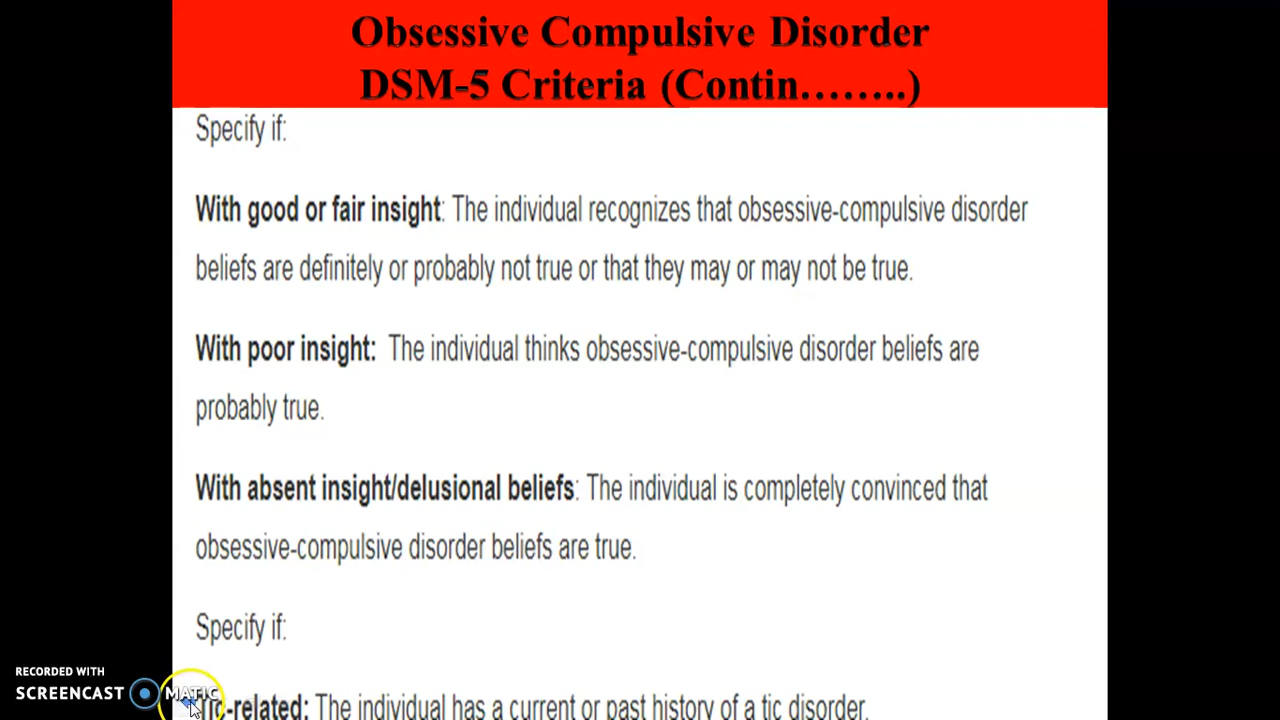 Obsessive Compulsive Disorder
DSM-5 Criteria (Contin……..)
Specify if:
With good or fair insight: The individual recognizes that obsessive-compulsive disorder
beliefs are definitely or probably not true or that they may or may not be true.
With poor insight: The individual thinks obsessive-compulsive disorder beliefs are
probably true.
With absent insight/delusional beliefs: The individual is completely convinced that
obsessive-compulsive disorder beliefs are true.
Specify if:
Tic-related: The individual has a current or past history of a tic disorder.
RECORDED WITH
SCREENCAST MATIC